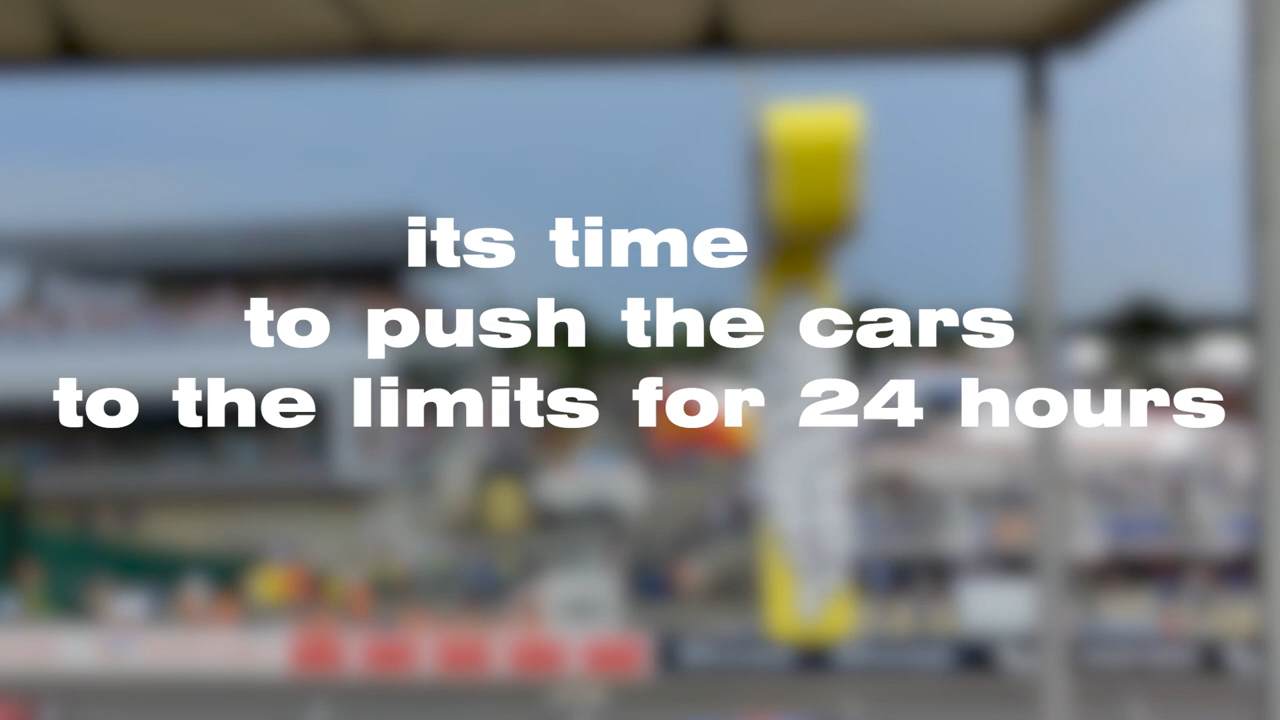 its time
to push the cars
to the limits for 24 hours